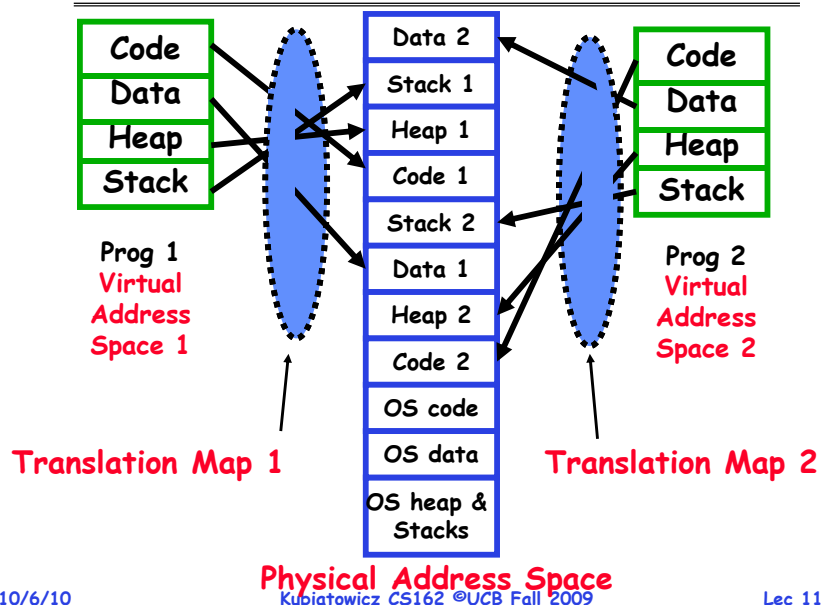 Code
Data
Heap
Stack
Prog 1
Virtual
Address
Space 1
Translation Map 1
Data 2
Stack 1
Heap 1
Code 1
Stack 2
Data 1
Heap 2
Code 2
OS code
OS data
OS heap &
Stacks
Physical Address Space
Code
Data
Heap
Stack
Prog 2
Virtual
Address
Space 2
Translation Map 2
10/6/10
Kubiatowicz CS162 ©UCB Fall 2009
Lec 11